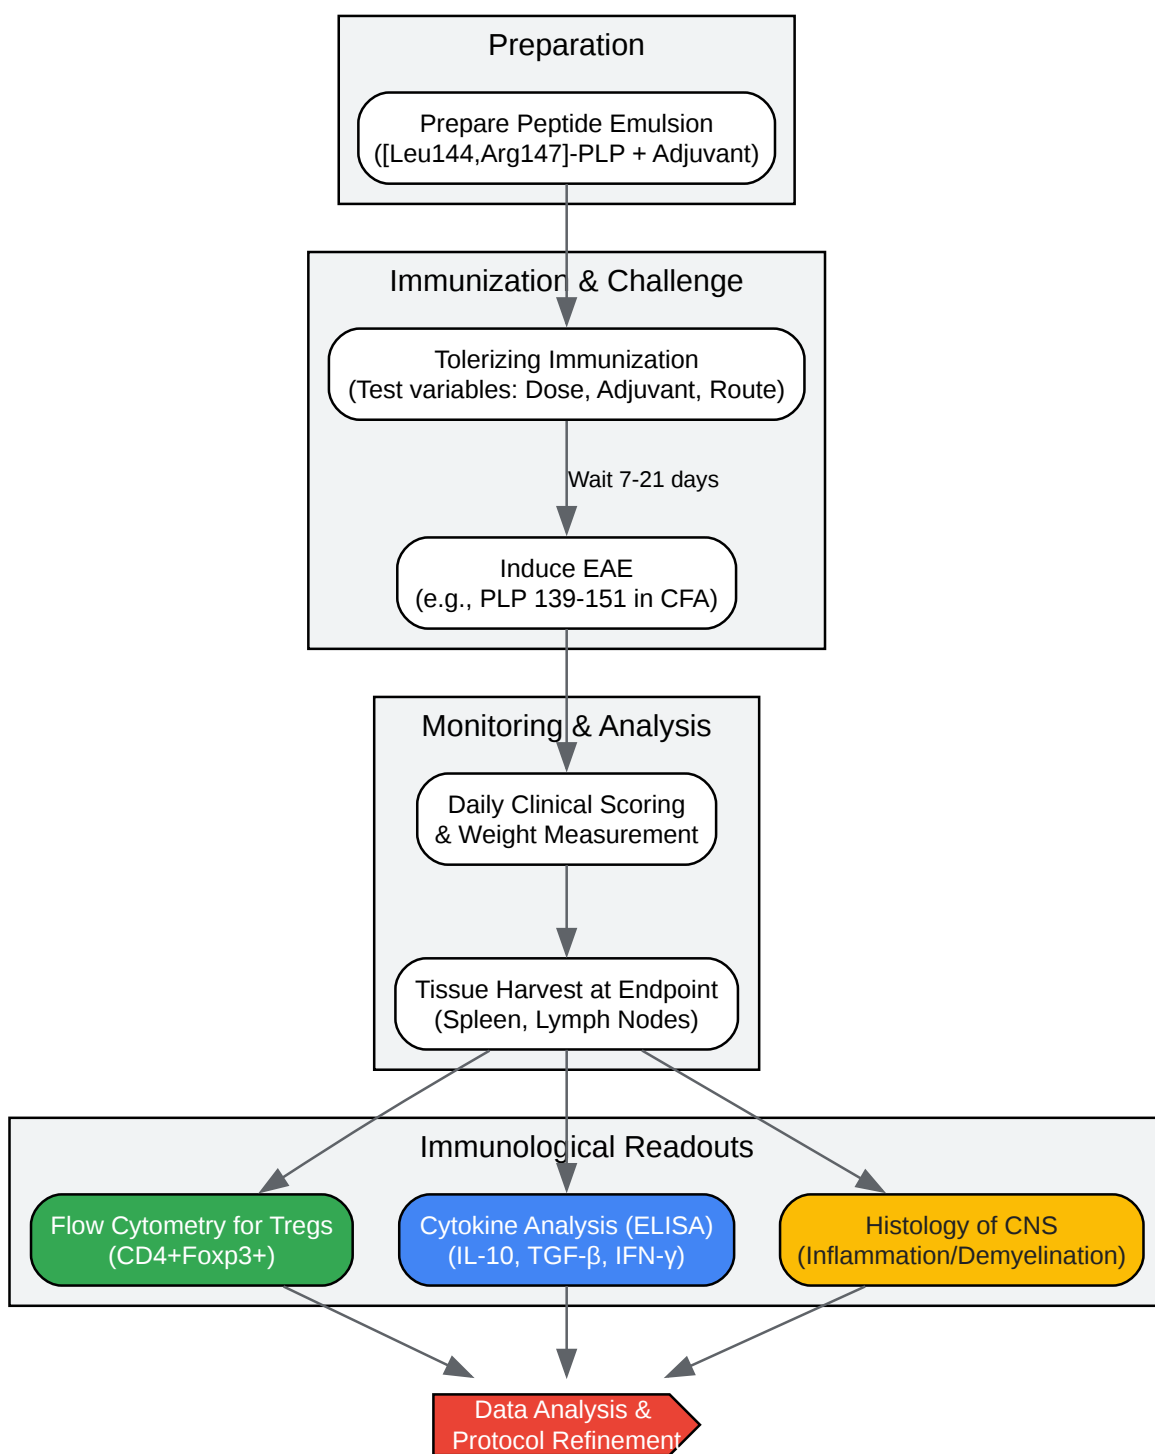 Preparation
Prepare Peptide Emulsion
([Leu144,Arg147]-PLP + Adjuvant)
Immunization & Challenge
Tolerizing Immunization
(Test variables: Dose, Adjuvant, Route)
Wait 7-21 days
Induce EAE
(e.g., PLP 139-151 in CFA)
Monitoring & Analysis
Daily Clinical Scoring
& Weight Measurement
Tissue Harvest at Endpoint
(Spleen, Lymph Nodes)
Immunological Readouts
Flow Cytometry for Tregs
(CD4+Foxp3+)
Cytokine Analysis (ELISA)
(IL-10, TGF-β, IFN-γ)
Histology of CNS
(Inflammation/Demyelination)
Data Analysis &
Protocol Refinement